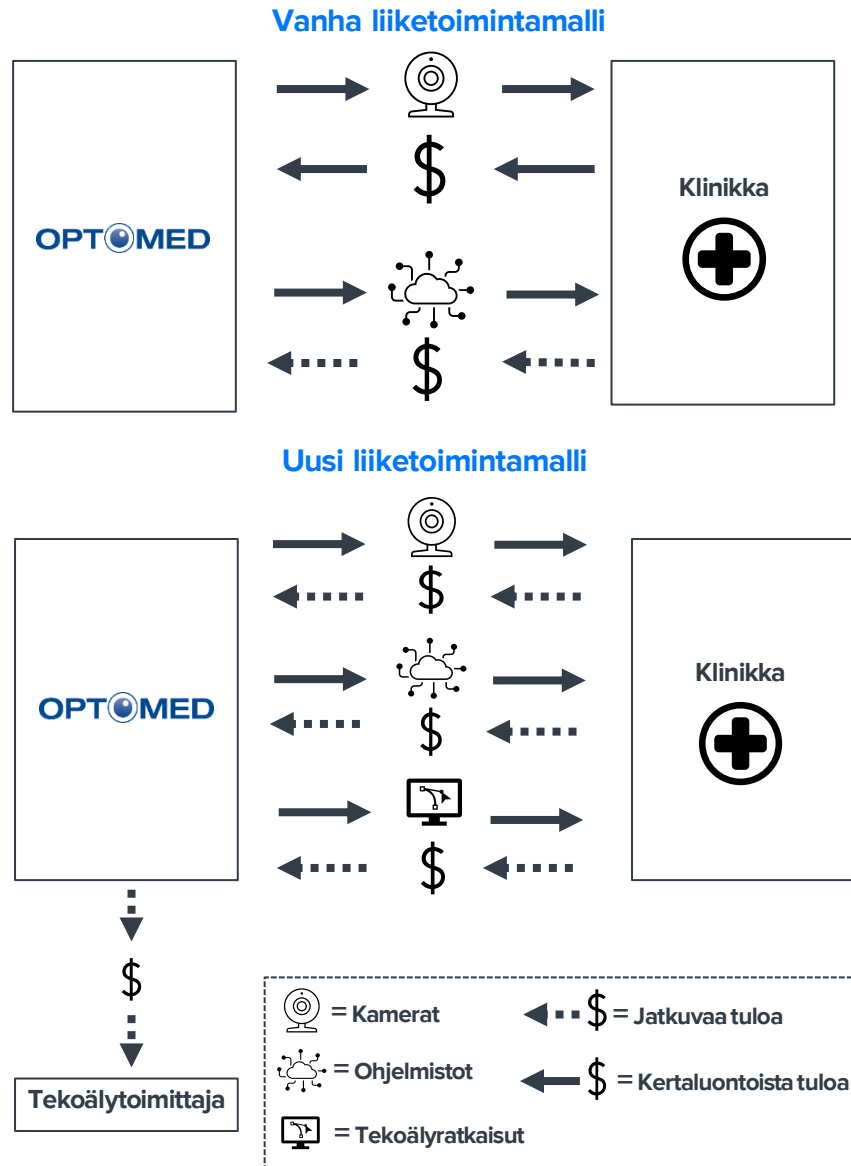 Vanha liiketoimintamalli
$
Klinikka
OPTOMED
$
Uusi liiketoimintamalli
$
Klinikka
OPTOMED
$
$
$
= Kamerat
$ = Jatkuvaa tuloa
= Ohjelmistot
$ = Kertaluontoista tuloa
Tekoälytoimittaja
= Tekoälyratkaisut